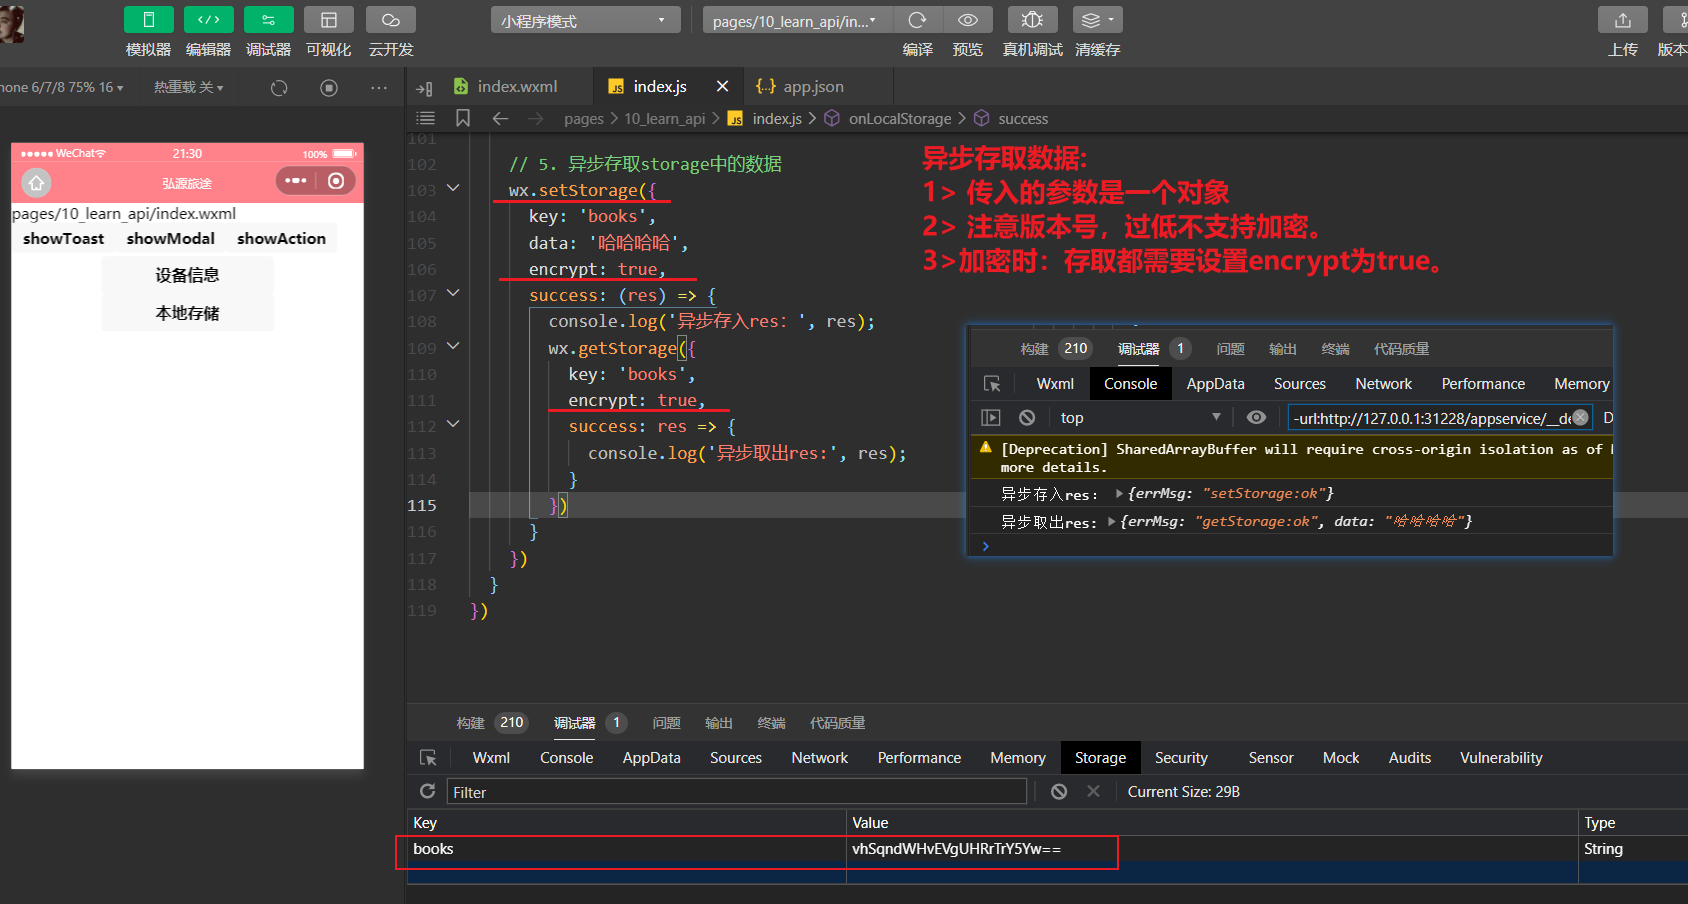 模拟器 编辑器 调试器 可视化 云开发
小程序模式
pages/10_learn_api/in...
编译 预览 真机调试 清缓存
上传 版本
hone 6/7/8 75% 16
热重载 关
index.wxml
index.js
app.json
pages > 10_learn_api > index.js > onLocalStorage > success
WeChat
21:30
100%
弘源旅途
pages/10_learn_api/index.wxml
showToast showModal showAction
设备信息
本地存储
101
102 // 5. 异步存取storage中的数据
103 wx.setStorage({
104 key: 'books',
105 data: '哈哈哈哈',
106 encrypt: true,
107 success: (res) => {
108 console.log('异步存入res: ', res);
109 wx.getStorage({
110 key: 'books',
111 encrypt: true,
112 success: res => {
113 console.log('异步取出res:', res);
114 }
115 })
116 }
117 })
118 }
119 })
异步存取数据:
1> 传入的参数是一个对象
2> 注意版本号，过低不支持加密。
3>加密时：存取都需要设置encrypt为true。
构建 210 调试器 1 问题 输出 终端 代码质量
Wxml Console AppData Sources Network Performance Memory
top
-url:http://127.0.0.1:31228/appservice/__de
D
[Deprecation] SharedArrayBuffer will require cross-origin isolation as of
more details.
异步存入res: {errMsg: "setStorage:ok"}
异步取出res: {errMsg: "getStorage:ok", data: "哈哈哈哈"}
构建 210 调试器 1 问题 输出 终端 代码质量
Wxml Console AppData Sources Network Performance Memory Storage Security Sensor Mock Audits Vulnerability
Filter
Current Size: 29B
Key Value Type
books vhSqndWHvEVgUHRrTrY5Yw== String